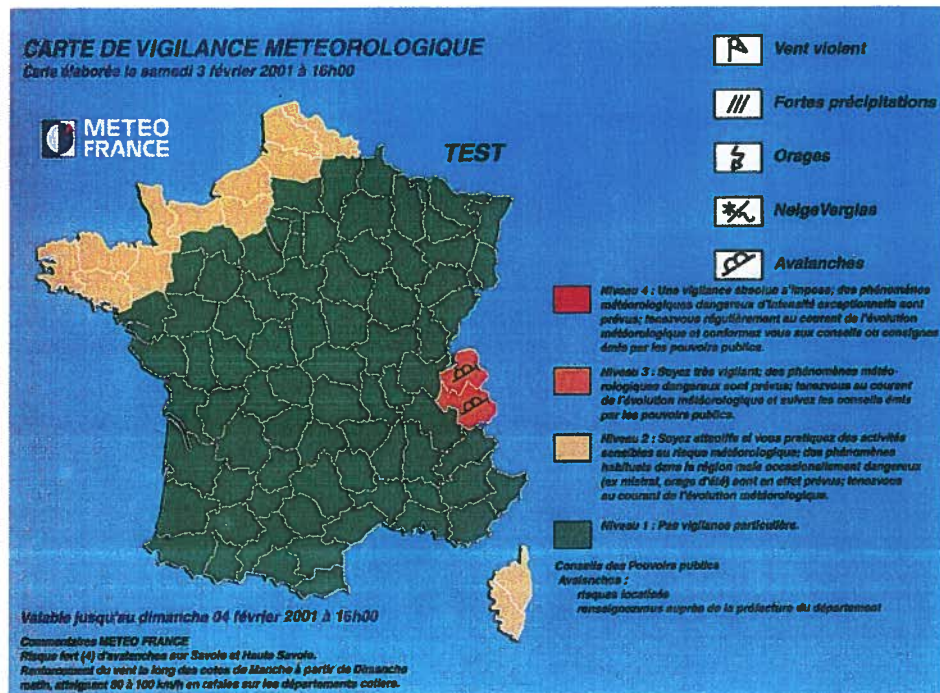 CARTE DE VIGILANCE METEOROLOGIQUE
Carte élaborée le samedi 3 février 2001 à 16h00
METEO
FRANCE
TEST
Vent violent
Fortes précipitations
Orages
NeigeVerglas
Avalanches
Niveau 4 : Une vigilance absolue s'impose; des phénomènes
météorologiques dangereux d'intensité exceptionnelle sont
prévus; tenezvous régulièrement au courant de l'évolution
météorologique et conformez vous aux conseils ou consignes
émis par les pouvoirs publics.
Niveau 3 : Soyez très vigilant; des phénomènes météo-
rologiques dangereux sont prévus; tenezvous au courant
de l'évolution météorologique et suivez les conseils émis
par les pouvoirs publics.
Niveau 2 : Soyez attentifs si vous pratiquez des activités
sensibles au risque météorologique; des phénomènes
habituels dans la région mais occasionellement dangereux
(ex mistral, orage d'été) sont en effet prévus; tenezvous
au courant de l'évolution météorologique.
Niveau 1 : Pas vigilance particulière.
Conseils des Pouvoirs publics
Avalanches :
risques localisés
renseignezvous auprès de la préfecture du département
Valable jusqu'au dimanche 04 février 2001 à 16h00
Commentaires METEO FRANCE
Risque fort (4) d'avalanches sur Savoie et Haute Savoie.
Renforcement du vent le long des cotes de Manche à partir de Dimanche
matin, atteignant 80 à 100 km/h en rafales sur les départements cotiers.